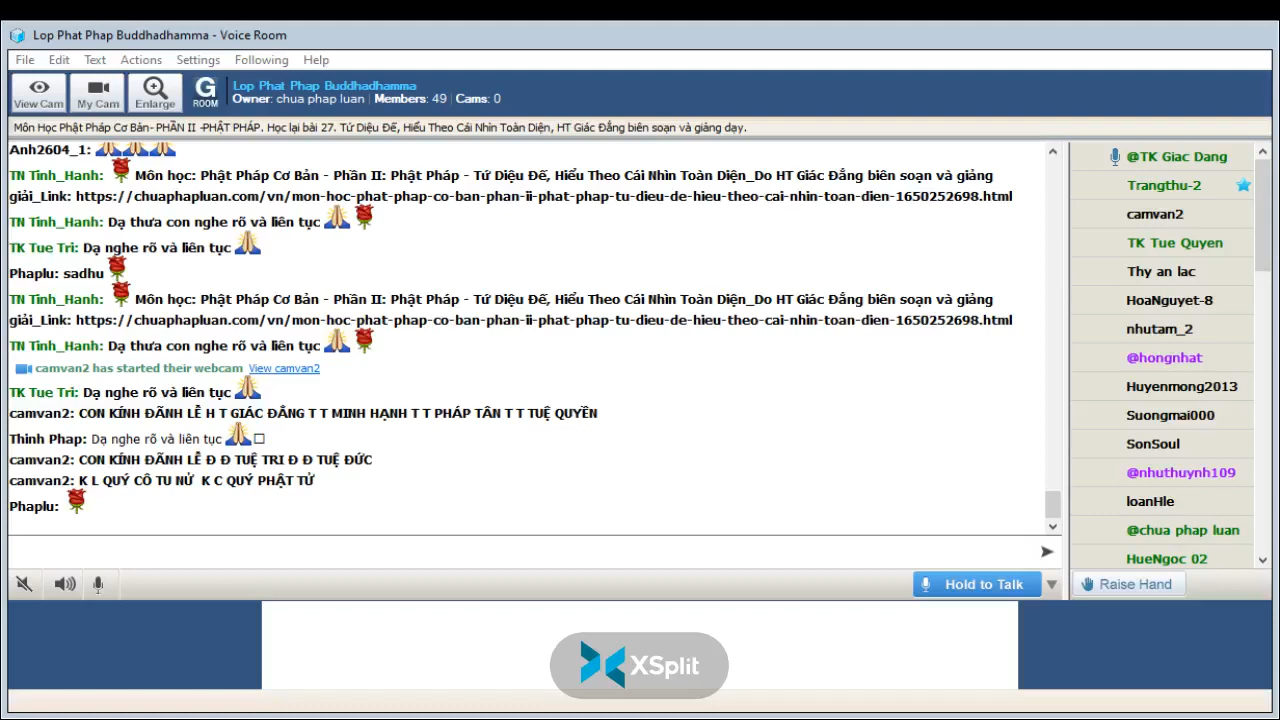 Lop Phat Phap Buddhadhamma - Voice Room
File Edit Text Actions Settings Following Help
View Cam My Cam Enlarge G ROOM
Lop Phat Phap Buddhadhamma
Owner: chua phap luan | Members: 49 | Cams: 0
Môn Học Phật Pháp Cơ Bản- PHẦN II -PHẬT PHÁP. Học lại bài 27. Tứ Diệu Đế, Hiểu Theo Cái Nhìn Toàn Diện, HT Giác Đẳng biên soạn và giảng dạy.
Anh2604_1:
TN Tinh_Hanh: Môn học: Phật Pháp Cơ Bản - Phần II: Phật Pháp - Tứ Diệu Đế, Hiểu Theo Cái Nhìn Toàn Diện_Do HT Giác Đẳng biên soạn và giảng
giải_Link: https://chuaphapluan.com/vn/mon-hoc-phat-phap-co-ban-phan-ii-phat-phap-tu-dieu-de-hieu-theo-cai-nhin-toan-dien-1650252698.html
TN Tinh_Hanh: Dạ thưa con nghe rõ và liên tục
TK Tue Tri: Dạ nghe rõ và liên tục
Phaplu: sadhu
TN Tinh_Hanh: Môn học: Phật Pháp Cơ Bản - Phần II: Phật Pháp - Tứ Diệu Đế, Hiểu Theo Cái Nhìn Toàn Diện_Do HT Giác Đẳng biên soạn và giảng
giải_Link: https://chuaphapluan.com/vn/mon-hoc-phat-phap-co-ban-phan-ii-phat-phap-tu-dieu-de-hieu-theo-cai-nhin-toan-dien-1650252698.html
TN Tinh_Hanh: Dạ thưa con nghe rõ và liên tục
camvan2 has started their webcam View camvan2
TK Tue Tri: Dạ nghe rõ và liên tục
camvan2: CON KÍNH ĐÃNH LỄ H T GIÁC ĐẲNG T T MINH HẠNH T T PHÁP TÂN T T TUỆ QUYỀN
Thinh Phap: Dạ nghe rõ và liên tục
camvan2: CON KÍNH ĐÃNH LỄ Đ Đ TUỆ TRI Đ Đ TUỆ ĐỨC
camvan2: K L QUÝ CÔ TU NỬ K C QUÝ PHẬT TỬ
Phaplu:
@TK Giac Dang
Trangthu-2
camvan2
TK Tue Quyen
Thy an lac
HoaNguyet-8
nhutam_2
@hongnhat
Huyenmong2013
Suongmai000
SonSoul
@nhuthuynh109
loanHle
@chua phap luan
HueNgoc 02
Hold to Talk
Raise Hand
XSplit